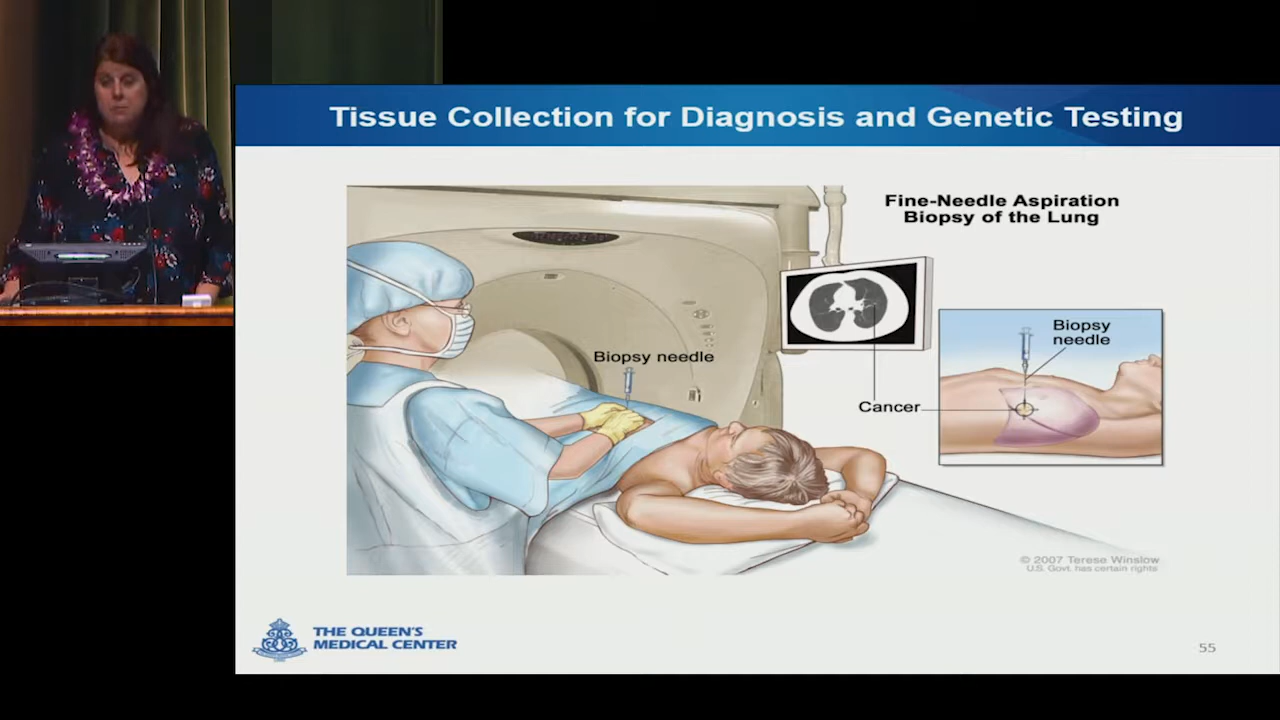 Tissue Collection for Diagnosis and Genetic Testing
Fine-Needle Aspiration
Biopsy of the Lung
Biopsy needle
Biopsy
needle
Cancer
© 2007 Terese Winslow
U.S. Govt. has certain rights
THE QUEEN'S
MEDICAL CENTER
55